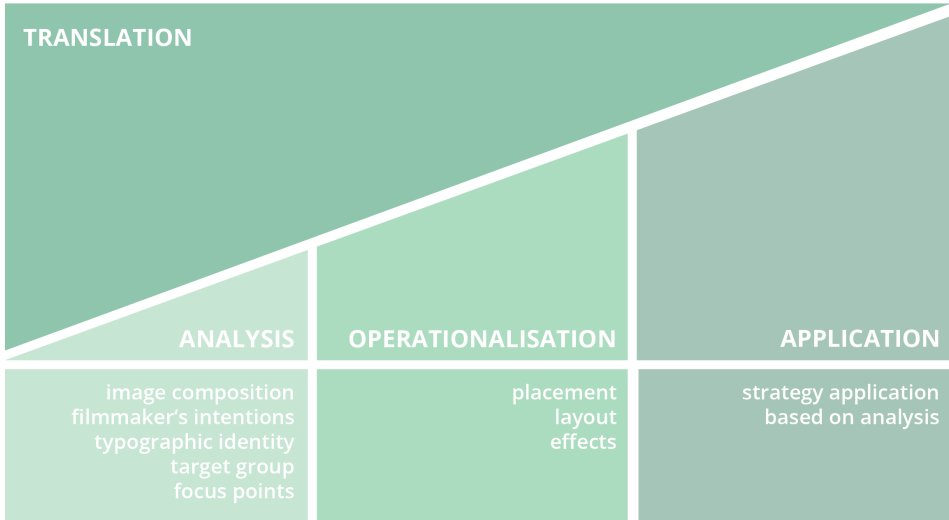 TRANSLATION
ANALYSIS
OPERATIONALISATION
APPLICATION
image composition
filmmaker's intentions
typographic identity
target group
focus points
placement
layout
effects
strategy application
based on analysis